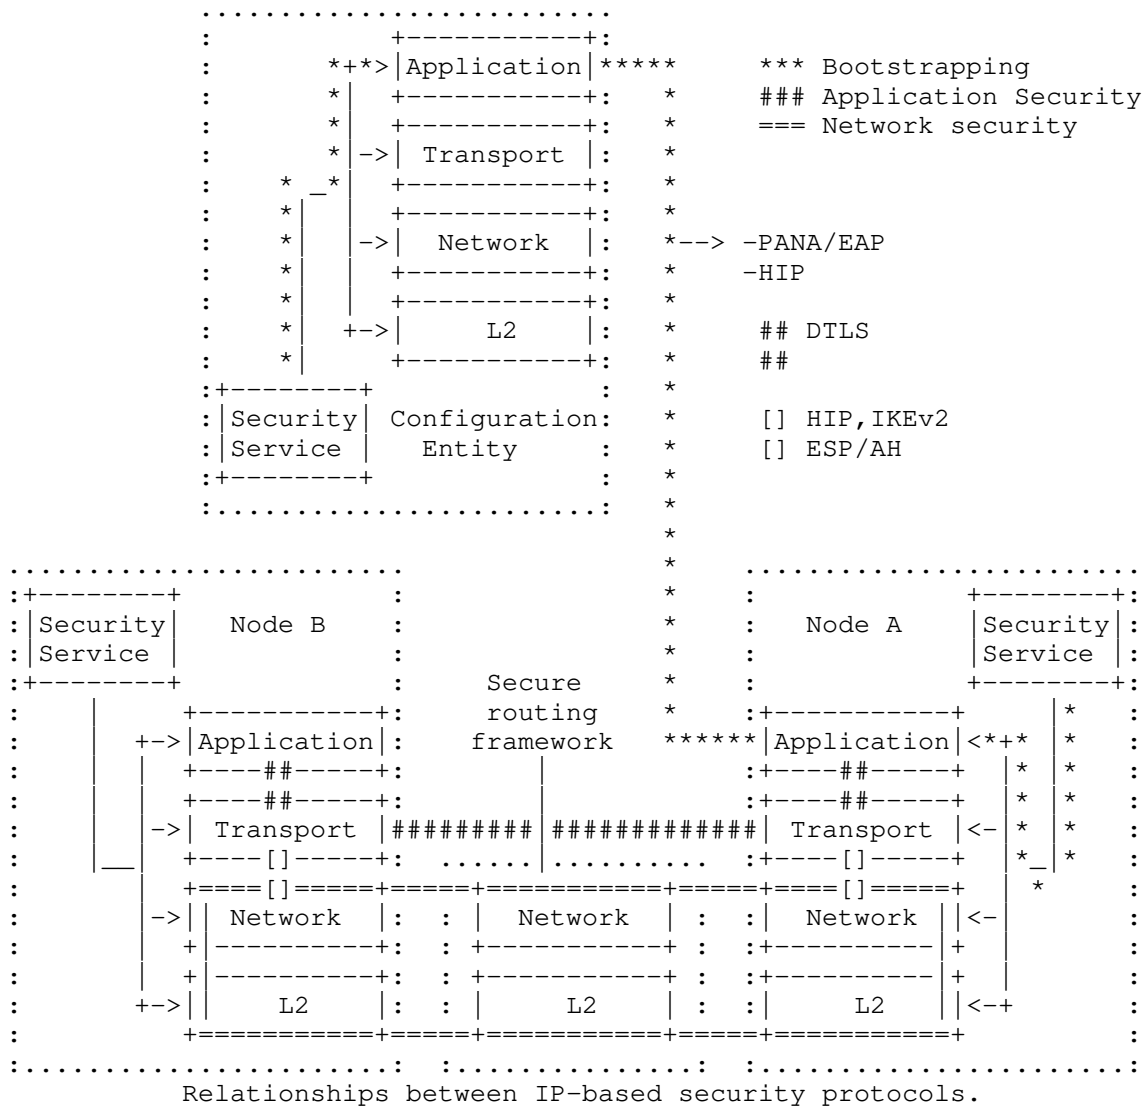 ..........................
:           +-----------+:
:       *+*>|Application|*****     *** Bootstrapping
:       *|  +-----------+:   *     ### Application Security
:       *|  +-----------+:   *     === Network security
:       *|->| Transport |:   *
:    * _*|  +-----------+:   *
:    *|  |  +-----------+:   *
:    *|  |->|  Network  |:   *--> -PANA/EAP
:    *|  |  +-----------+:   *    -HIP
:    *|  |  +-----------+:   *
:    *|  +->|     L2    |:   *     ## DTLS
:    *|     +-----------+:   *     ##
:+--------+              :   *
:|Security| Configuration:   *     [] HIP,IKEv2
:|Service |   Entity     :   *     [] ESP/AH
:+--------+              :   *
:........................:   *
*
.........................                *    .........................
:+--------+             :                *    :             +--------+:
:|Security|   Node B    :                *    :   Node A    |Security|:
:|Service |             :                *    :             |Service |:
:+--------+             :     Secure     *    :             +--------+:
:    |     +-----------+:     routing    *    :+-----------+     |*   :
:    |  +->|Application|:    framework   ******|Application|<*+* |*   :
:    |  |  +----##-----+:        |            :+----##-----+  |* |*   :
:    |  |  +----##-----+:        |            :+----##-----+  |* |*   :
:    |  |->| Transport |#########|#############| Transport |<-|* |*   :
:    |__|  +----[]-----+:  ......|..........  :+----[]-----+  |*_|*   :
:       |  +====[]=====+=====+===========+=====+====[]=====+  | *     :
:       |->|| Network  |:  : |  Network  | :  :|  Network ||<-|       :
:       |  +|----------+:  : +-----------+ :  :+----------|+  |       :
:       |  +|----------+:  : +-----------+ :  :+----------|+  |       :
:       +->||    L2    |:  : |     L2    | :  :|     L2   ||<-+       :
:          +===========+=====+===========+=====+===========+          :
:.......................:  :...............:  :.......................:
Relationships between IP-based security protocols.